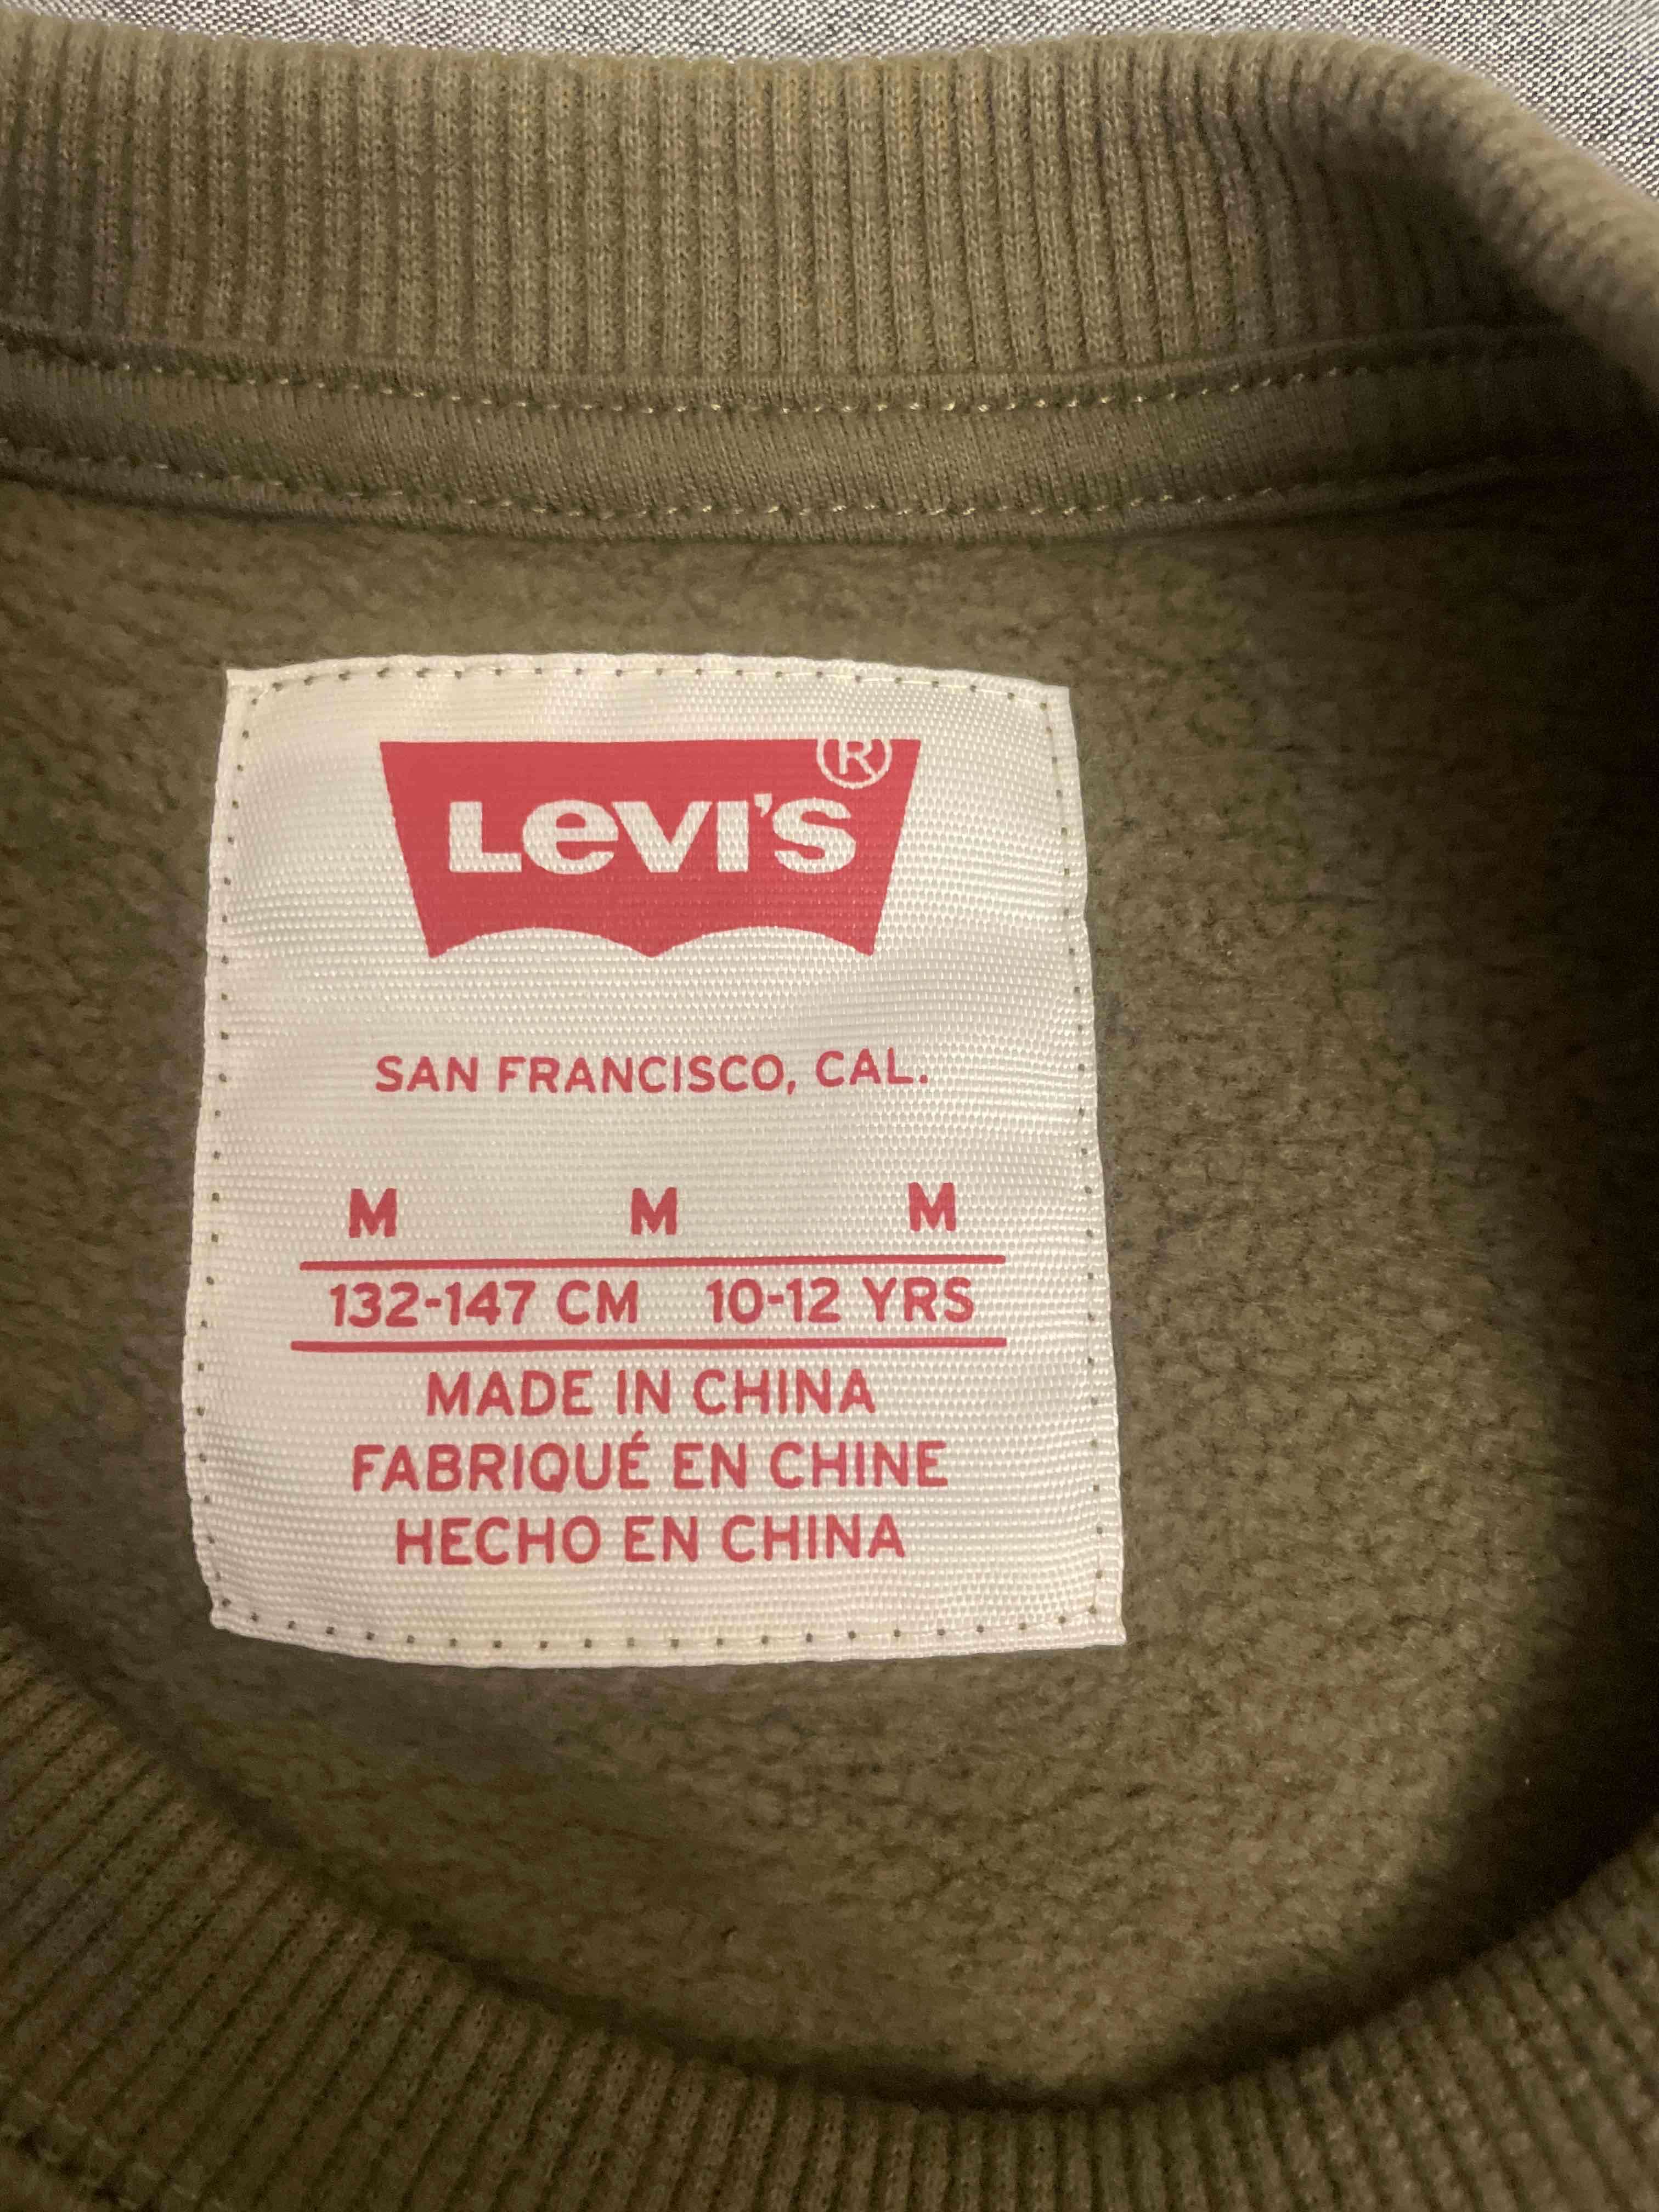 ®
LEVI'S
SAN FRANCISCO, CAL.
M M M
132-147 CM 10-12 YRS
MADE IN CHINA
FABRIQUÉ EN CHINE
HECHO EN CHINA